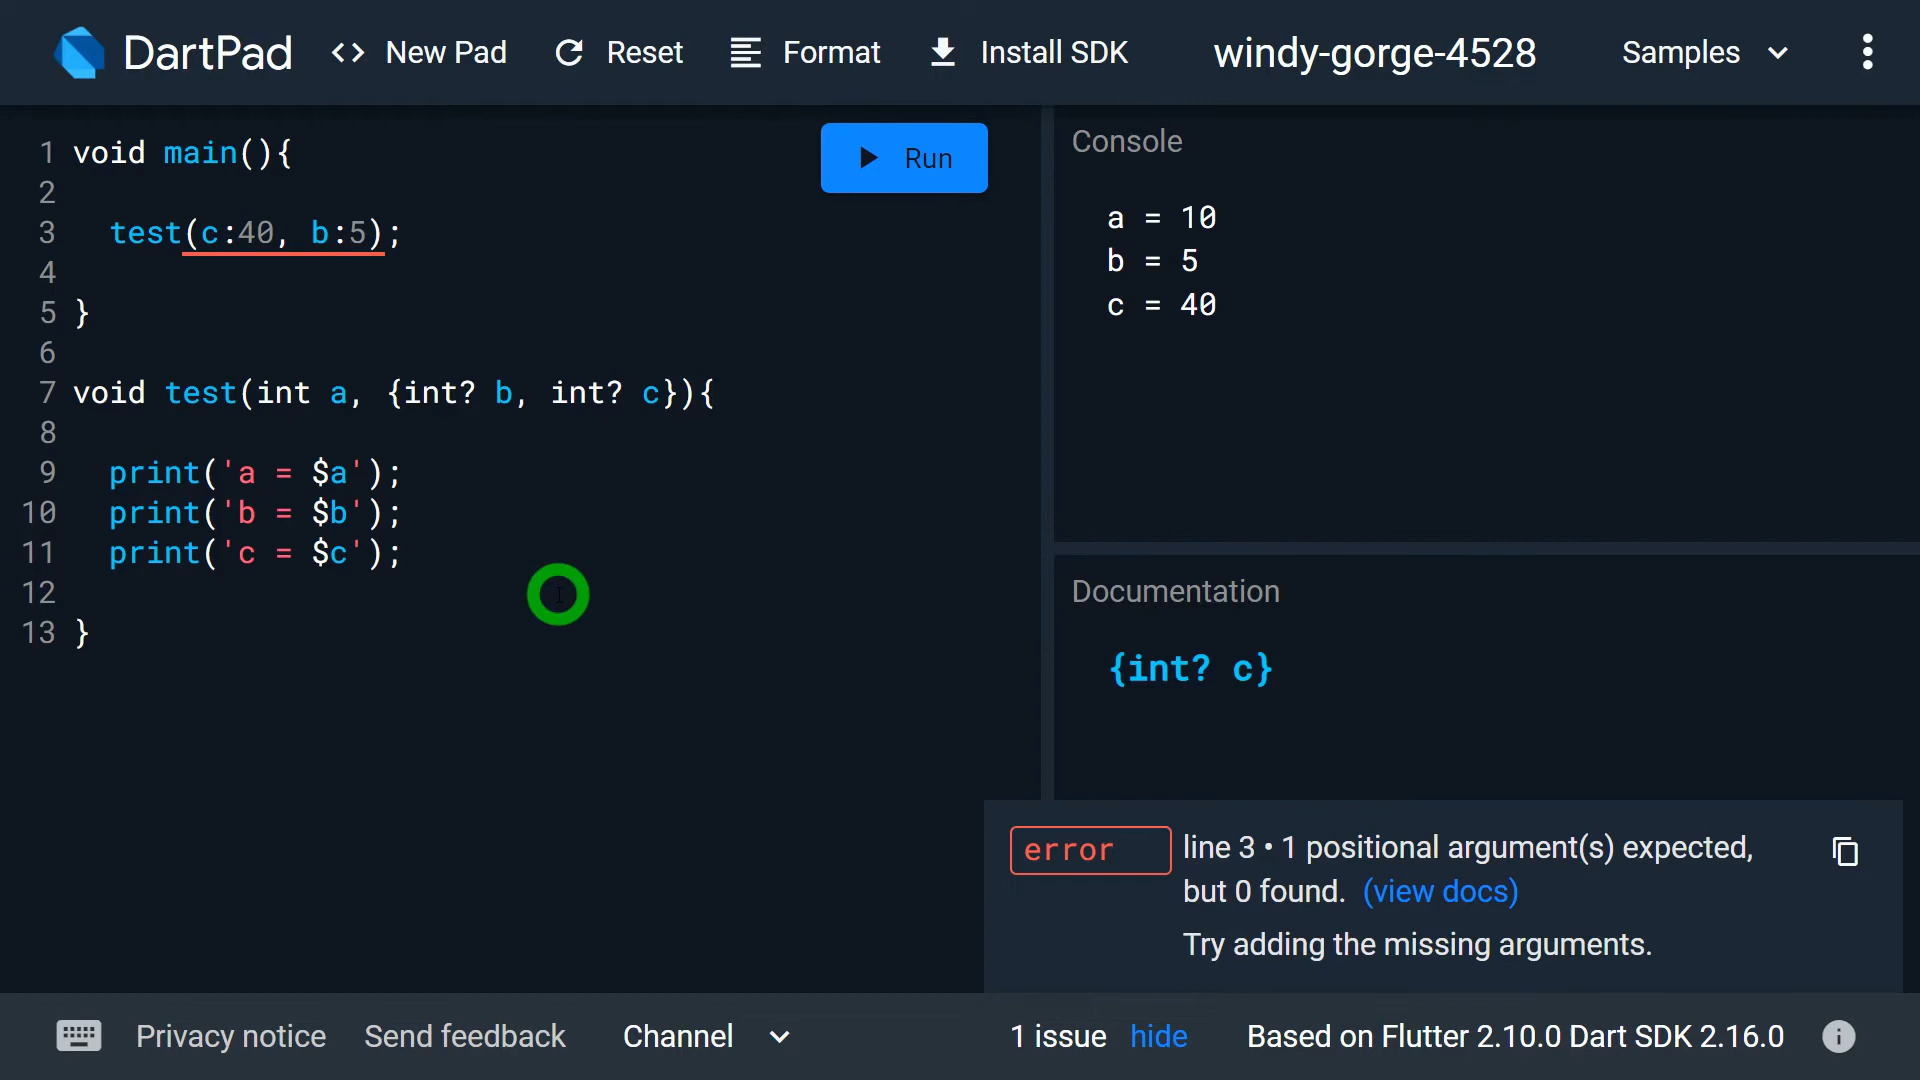 DartPad <> New Pad Reset Format Install SDK windy-gorge-4528 Samples
1 void main(){
2
3 test(c:40, b:5);
4
5 }
6
7 void test(int a, {int? b, int? c}){
8
9 print('a = $a');
10 print('b = $b');
11 print('c = $c');
12
13 }
Run
Console
a = 10
b = 5
c = 40
Documentation
{int? c}
error line 3 • 1 positional argument(s) expected,
but 0 found. (view docs)
Try adding the missing arguments.
Privacy notice Send feedback Channel 1 issue hide Based on Flutter 2.10.0 Dart SDK 2.16.0